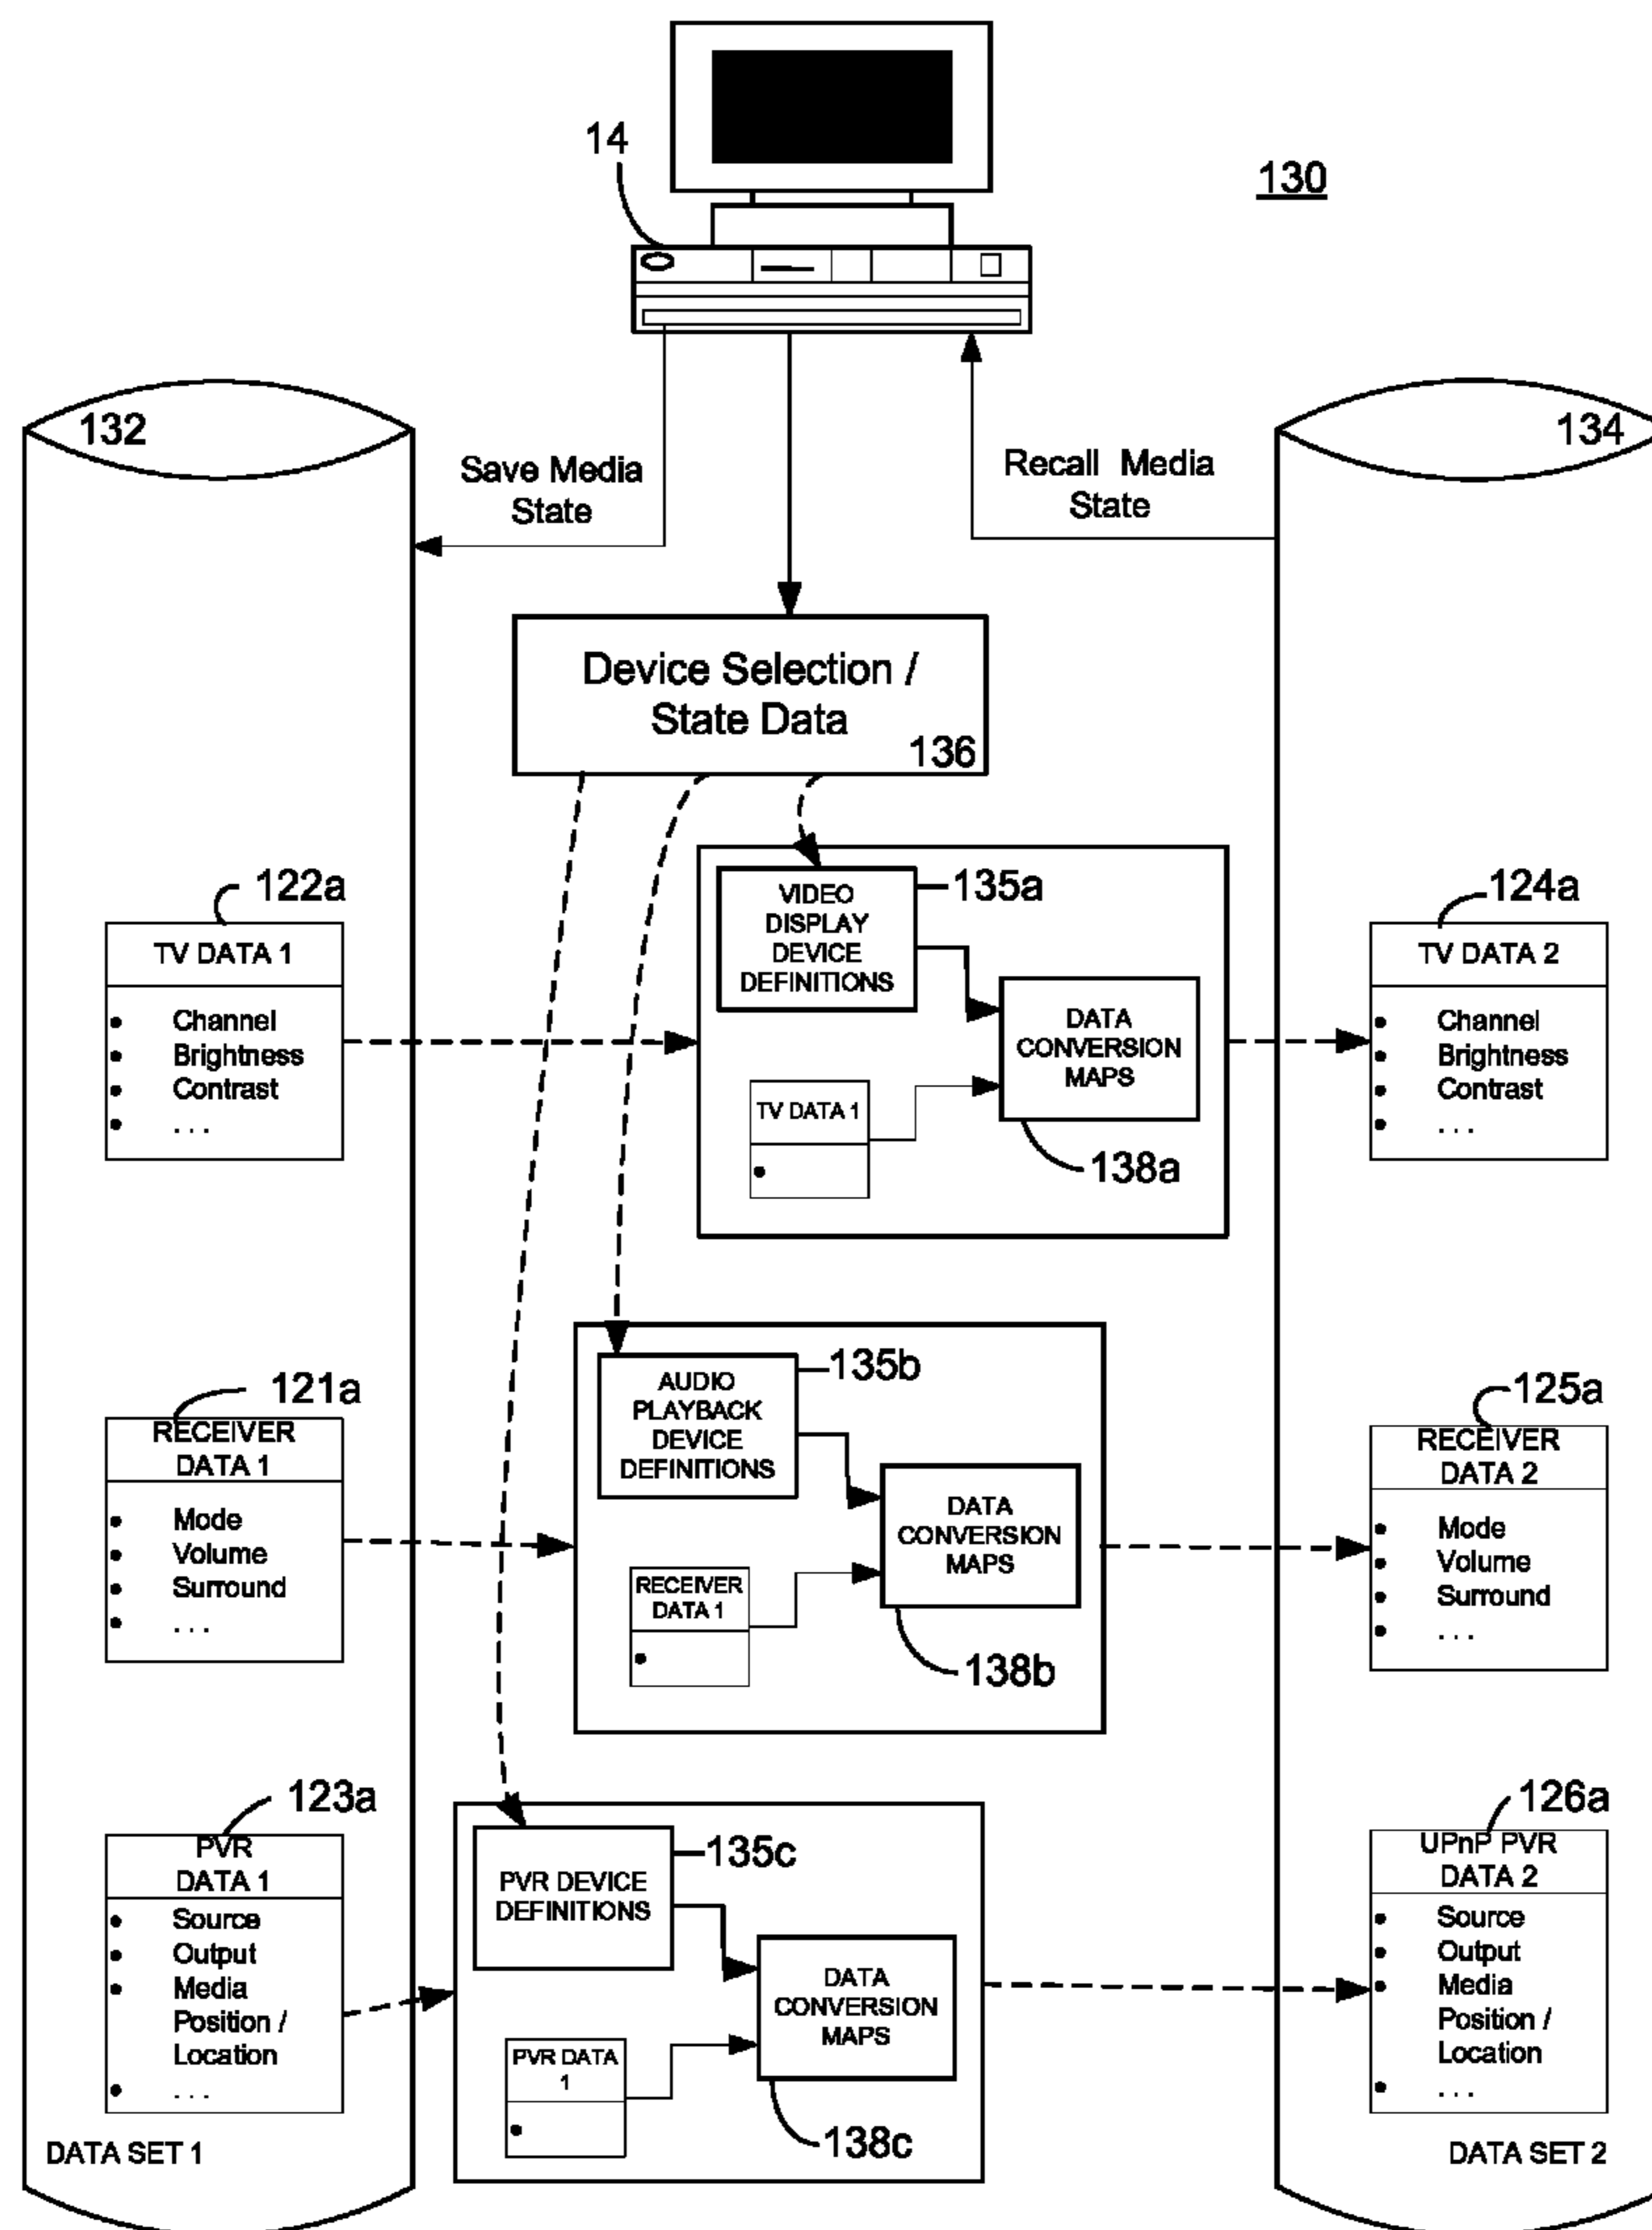 14
130
132
134
Save Media
State
Recall Media
State
Device Selection /
State Data
136
122a
TV DATA 1
Channel
Brightness
Contrast
. . .
135a
VIDEO
DISPLAY
DEVICE
DEFINITIONS
DATA
CONVERSION
MAPS
TV DATA 1
138a
124a
TV DATA 2
Channel
Brightness
Contrast
. . .
121a
RECEIVER
DATA 1
Mode
Volume
Surround
. . .
135b
AUDIO
PLAYBACK
DEVICE
DEFINITIONS
DATA
CONVERSION
MAPS
RECEIVER
DATA 1
138b
125a
RECEIVER
DATA 2
Mode
Volume
Surround
. . .
123a
PVR
DATA 1
Source
Output
Media
Position /
Location
. . .
135c
PVR DEVICE
DEFINITIONS
DATA
CONVERSION
MAPS
PVR DATA
1
138c
126a
UPnP PVR
DATA 2
Source
Output
Media
Position /
Location
. . .
DATA SET 1
DATA SET 2